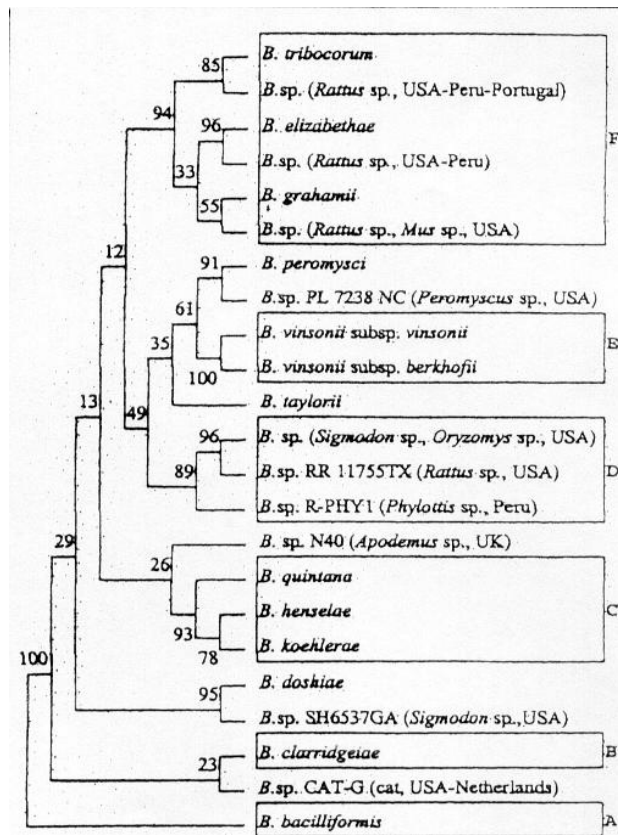 85
B. tribocorum
B.sp. (Rattus sp., USA-Peru-Portugal)
94
96
B. elizabethae
F
B.sp. (Rattus sp., USA-Peru)
33
B. grahamii
55
B.sp. (Rattus sp., Mus sp., USA)
12
91
B. peromysci
B.sp. PL 7238 NC (Peromyscus sp., USA)
61
B. vinsonii subsp. vinsonii
E
35
B. vinsonii subsp. berkhofii
100
13
B. taylorii
49
96
B. sp. (Sigmodon sp., Oryzomys sp., USA)
B.sp. RR 11755TX (Rattus sp., USA)
D
89
B.sp. R-PHY1 (Phylottis sp., Peru)
29
B. sp. N40 (Apodemus sp., UK)
26
B. quintana
B. henselae
C
93
B. koehlerae
78
100
B. doshiae
95
B.sp. SH6537GA (Sigmodon sp.,USA)
B. clarridgeiae
B
23
B.sp. CAT-G (cat, USA-Netherlands)
B. bacilliformis
A